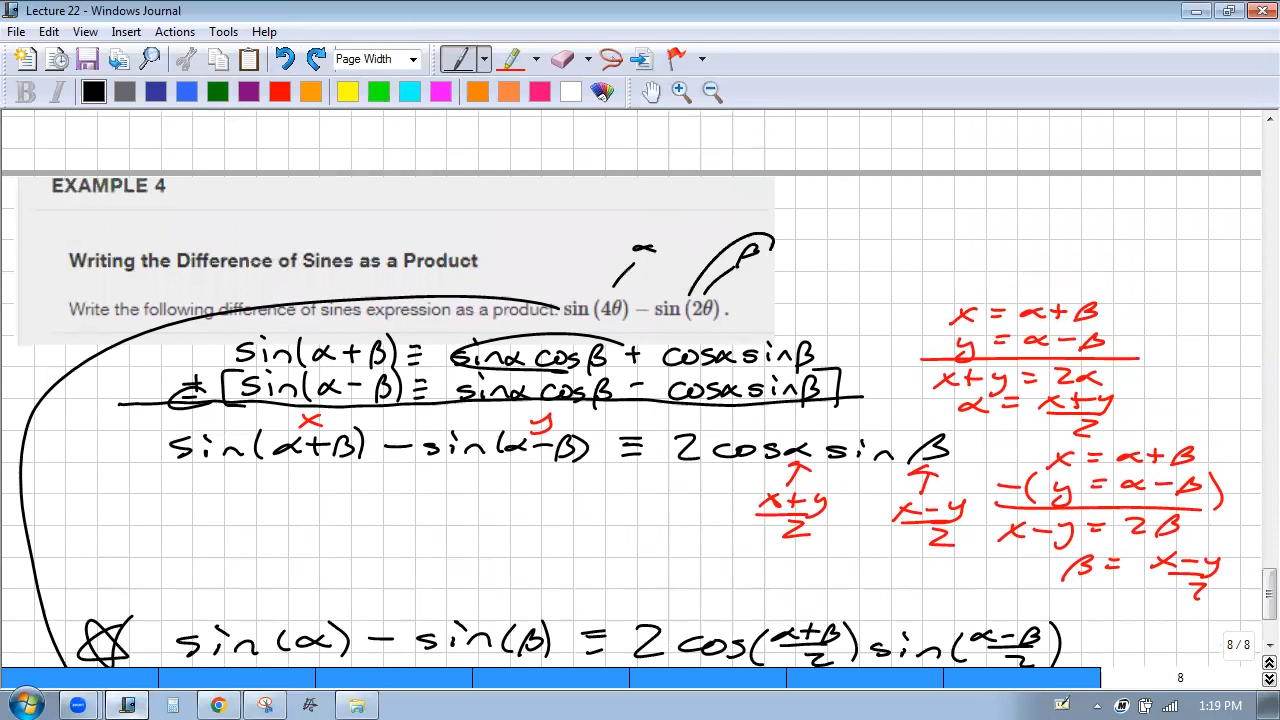 Lecture 22 - Windows Journal
File Edit View Insert Actions Tools Help
Page Width
B I
EXAMPLE 4
α β
Writing the Difference of Sines as a Product
Write the following difference of sines expression as a product: sin (4θ) − sin (2θ) .
sin(α+β) ≡ sinα cosβ + cosα sinβ
± [sin(α−β) ≡ sinα cosβ − cosα sinβ]
x y
sin(α+β) − sin(α−β) ≡ 2 cosα sin β
x+y/2 x−y/2
x = α+β
y = α−β
x+y = 2α
α = x+y/2
x = α+β
−(y = α−β)
x−y = 2β
β = x−y/2
sin(α) − sin(β) = 2 cos(α+β/2) sin(α−β/2)
8 / 8
8
1:19 PM